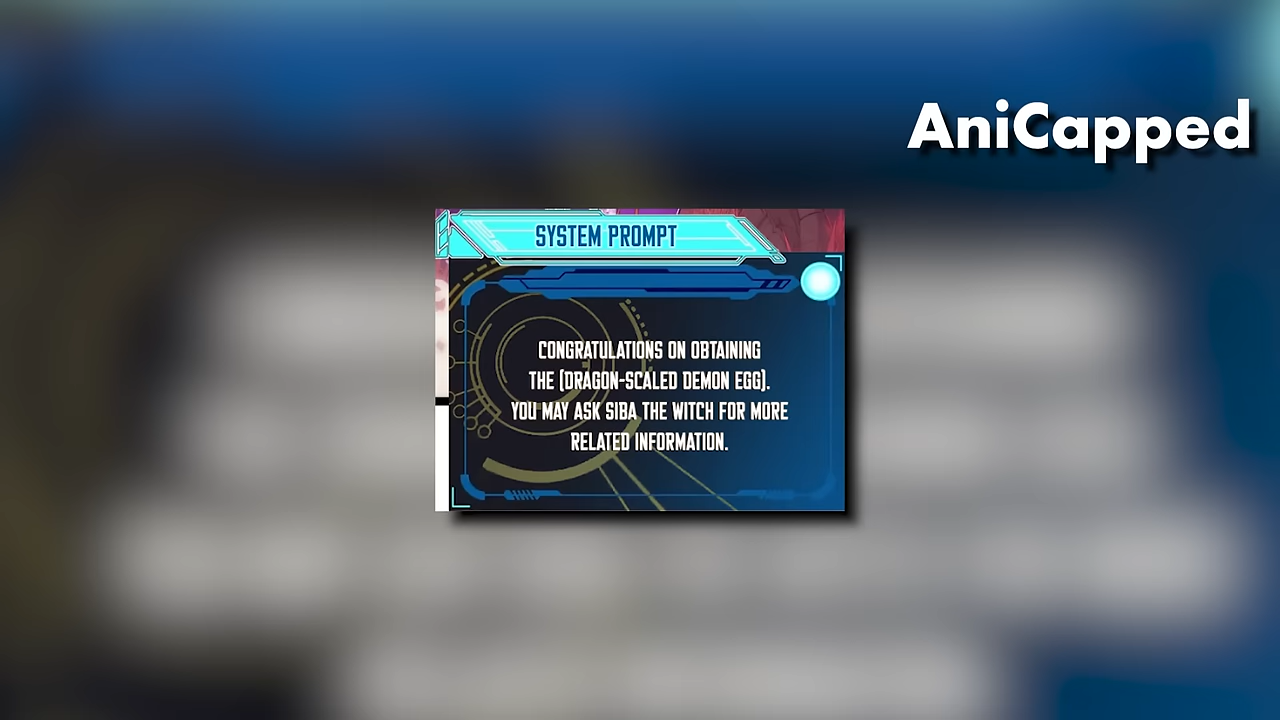 AniCapped
SYSTEM PROMPT
CONGRATULATIONS ON OBTAINING
THE [DRAGON-SCALED DEMON EGG].
YOU MAY ASK SIBA THE WITCH FOR MORE
RELATED INFORMATION.